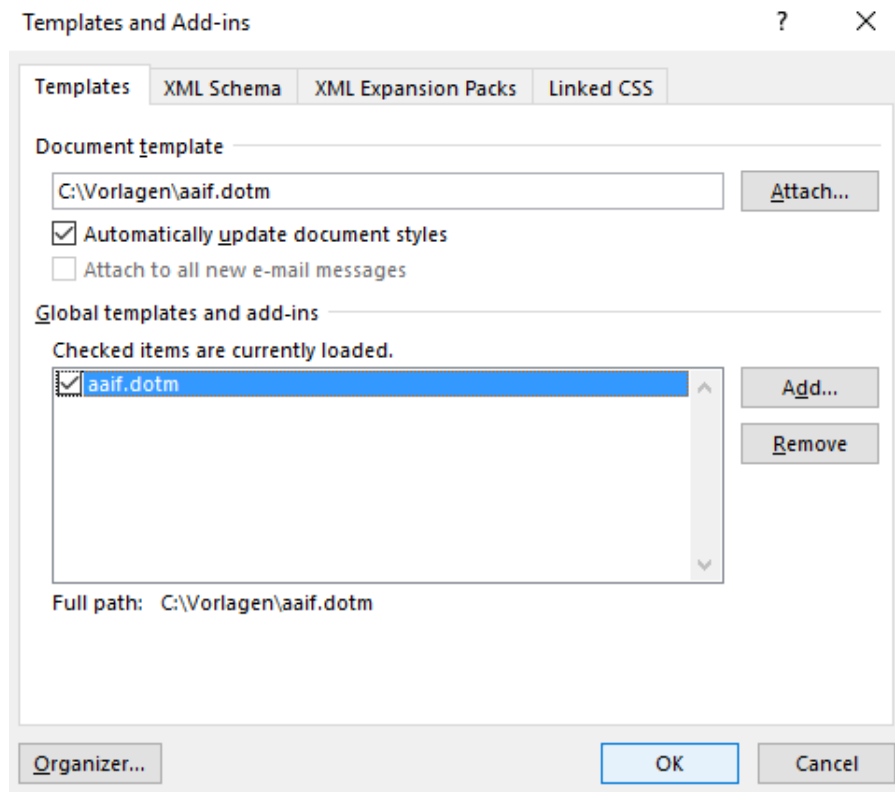 Templates and Add-ins ? ✕
Templates XML Schema XML Expansion Packs Linked CSS
Document template
C:\Vorlagen\aaif.dotm Attach...
Automatically update document styles
Attach to all new e-mail messages
Global templates and add-ins
Checked items are currently loaded.
aaif.dotm
Add...
Remove
Full path: C:\Vorlagen\aaif.dotm
Organizer... OK Cancel